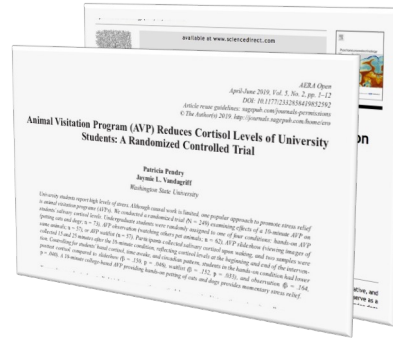 available at www.sciencedirect.com
AERA Open
April-June 2019, Vol. 5, No. 2, pp. 1–12
DOI: 10.1177/2332858419852592
Article reuse guidelines: sagepub.com/journals-permissions
© The Author(s) 2019. http://journals.sagepub.com/home/ero
Animal Visitation Program (AVP) Reduces Cortisol Levels of University
Students: A Randomized Controlled Trial
Patricia Pendry
Jaymie L. Vandagriff
Washington State University
University students report high levels of stress. Although causal work is limited, one popular approach to promote stress relief
is animal visitation programs (AVPs). We conducted a randomized trial (N = 249) examining effects of a 10-minute AVP on
students' salivary cortisol levels. Undergraduate students were randomly assigned to one of four conditions: hands-on AVP
(petting cats and dogs; n = 73), AVP observation (watching others pet animals; n = 62), AVP slideshow (viewing images of
same animals; n = 57), or AVP waitlist (n = 57). Participants collected salivary cortisol upon waking, and two samples were
collected 15 and 25 minutes after the 10-minute condition, reflecting cortisol levels at the beginning and end of the interven-
tion. Controlling for students' basal cortisol, time awake, and circadian pattern, students in the hands-on condition had lower
posttest cortisol compared to slideshow (β = .150, p = .046), waitlist (β = .152, p = .033), and observation (β = .164,
p = .040). A 10-minute college-based AVP providing hands-on petting of cats and dogs provides momentary stress relief.
on
ative, and
serve as a